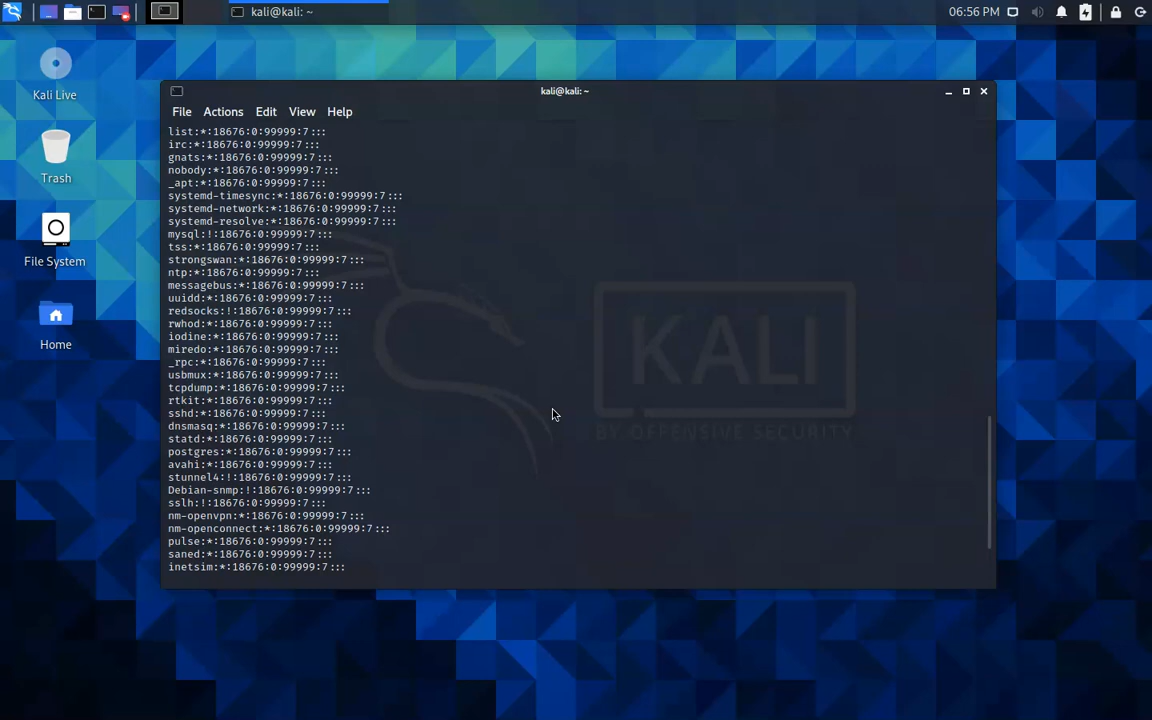 kali@kali: ~
06:56 PM
Kali Live
Trash
File System
Home
kali@kali: ~
File Actions Edit View Help
list:*:18676:0:99999:7:::
irc:*:18676:0:99999:7:::
gnats:*:18676:0:99999:7:::
nobody:*:18676:0:99999:7:::
_apt:*:18676:0:99999:7:::
systemd-timesync:*:18676:0:99999:7:::
systemd-network:*:18676:0:99999:7:::
systemd-resolve:*:18676:0:99999:7:::
mysql:!:18676:0:99999:7:::
tss:*:18676:0:99999:7:::
strongswan:*:18676:0:99999:7:::
ntp:*:18676:0:99999:7:::
messagebus:*:18676:0:99999:7:::
uuidd:*:18676:0:99999:7:::
redsocks:!:18676:0:99999:7:::
rwhod:*:18676:0:99999:7:::
iodine:*:18676:0:99999:7:::
miredo:*:18676:0:99999:7:::
_rpc:*:18676:0:99999:7:::
usbmux:*:18676:0:99999:7:::
tcpdump:*:18676:0:99999:7:::
rtkit:*:18676:0:99999:7:::
sshd:*:18676:0:99999:7:::
dnsmasq:*:18676:0:99999:7:::
statd:*:18676:0:99999:7:::
postgres:*:18676:0:99999:7:::
avahi:*:18676:0:99999:7:::
stunnel4:!:18676:0:99999:7:::
Debian-snmp:!:18676:0:99999:7:::
sslh:!:18676:0:99999:7:::
nm-openvpn:*:18676:0:99999:7:::
nm-openconnect:*:18676:0:99999:7:::
pulse:*:18676:0:99999:7:::
saned:*:18676:0:99999:7:::
inetsim:*:18676:0:99999:7:::
KALI
BY OFFENSIVE SECURITY